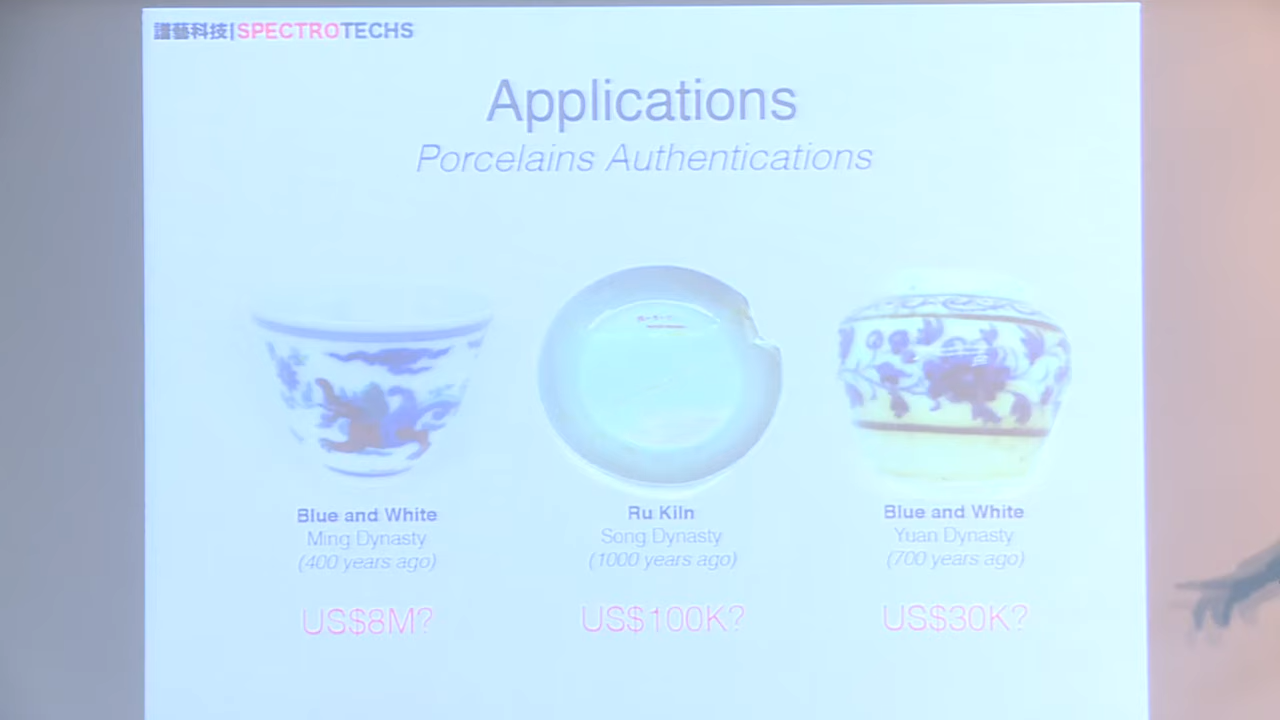 譜藝科技|SPECTROTECHS
Applications
Porcelains Authentications
Blue and White
Ming Dynasty
(400 years ago)
US$8M?
Ru Kiln
Song Dynasty
(1000 years ago)
US$100K?
Blue and White
Yuan Dynasty
(700 years ago)
US$30K?